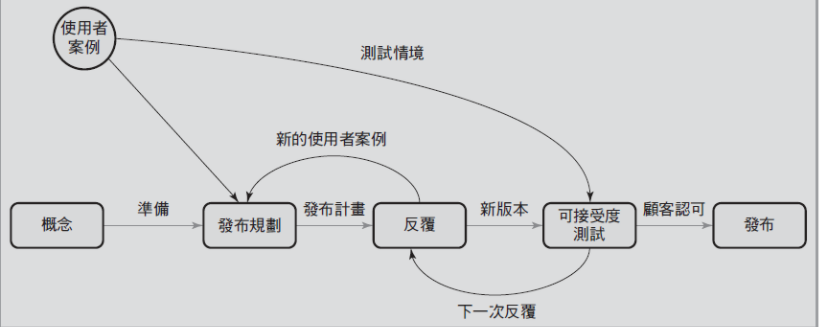 使用者
案例
測試情境
新的使用者案例
概念
準備
發布規劃
發布計畫
反覆
新版本
可接受度
測試
顧客認可
發布
下一次反覆